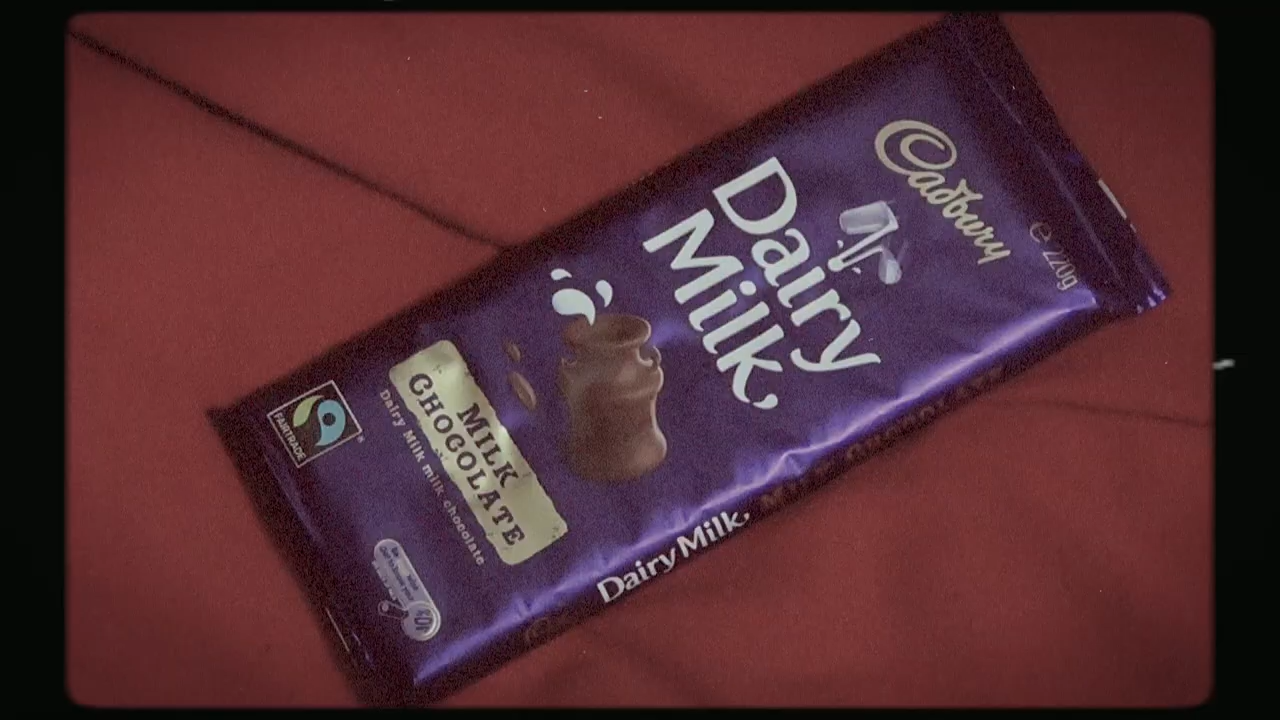 Cadbury
e 220g
Dairy
Milk
MILK
CHOCOLATE
Dairy Milk milk chocolate
FAIRTRADE
Dairy Milk